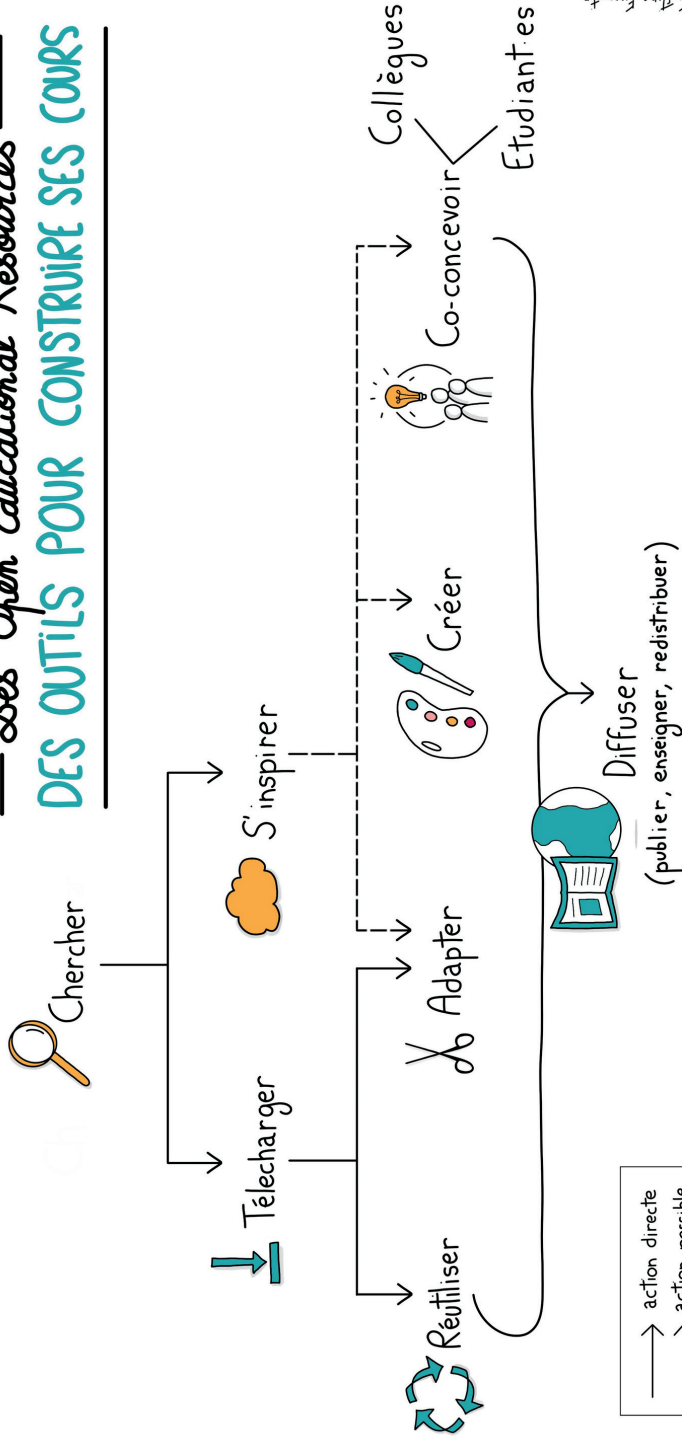 Les Open Educational Resources
DES OUTILS POUR CONSTRUIRE SES COURS
Chercher
Télécharger
S'inspirer
Réutiliser
Adapter
Créer
Co-concevoir
Collègues
Etudiant·es
Diffuser
(publier, enseigner, redistribuer)
action directe
action possible